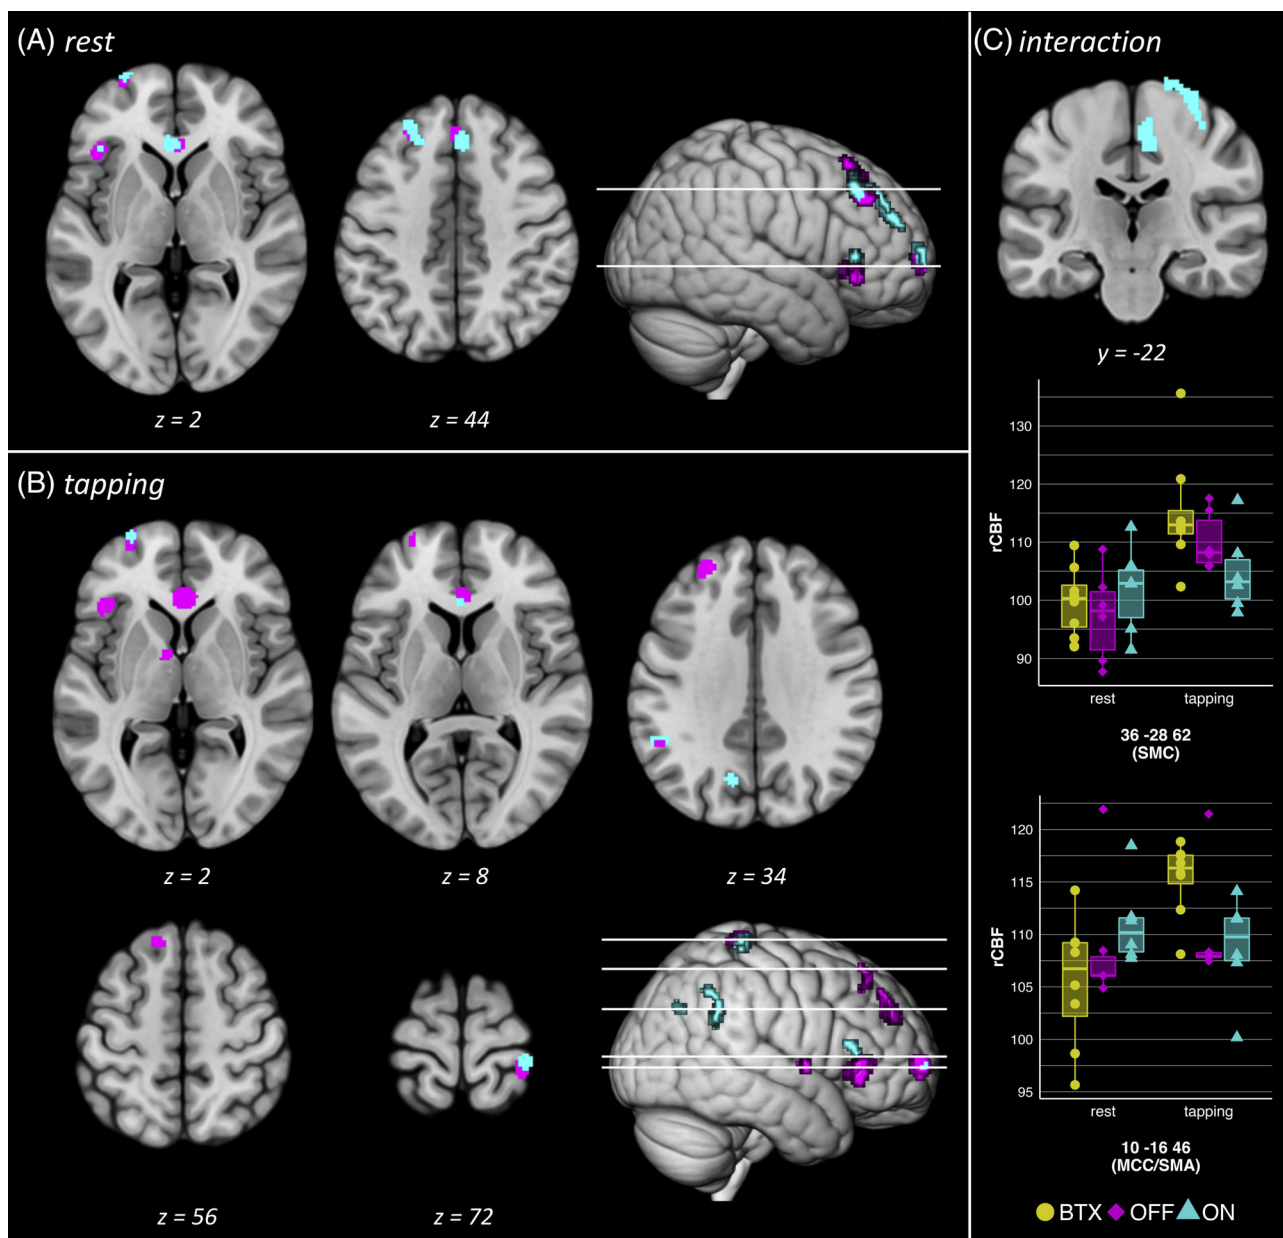 (A) rest
z = 2
z = 44
(B) tapping
z = 2
z = 8
z = 34
z = 56
z = 72
(C) interaction
y = -22
130
120
110
100
90
rCBF
rest
tapping
36 -28 62
(SMC)
120
115
110
105
100
95
rCBF
rest
tapping
10 -16 46
(MCC/SMA)
BTX OFF ON